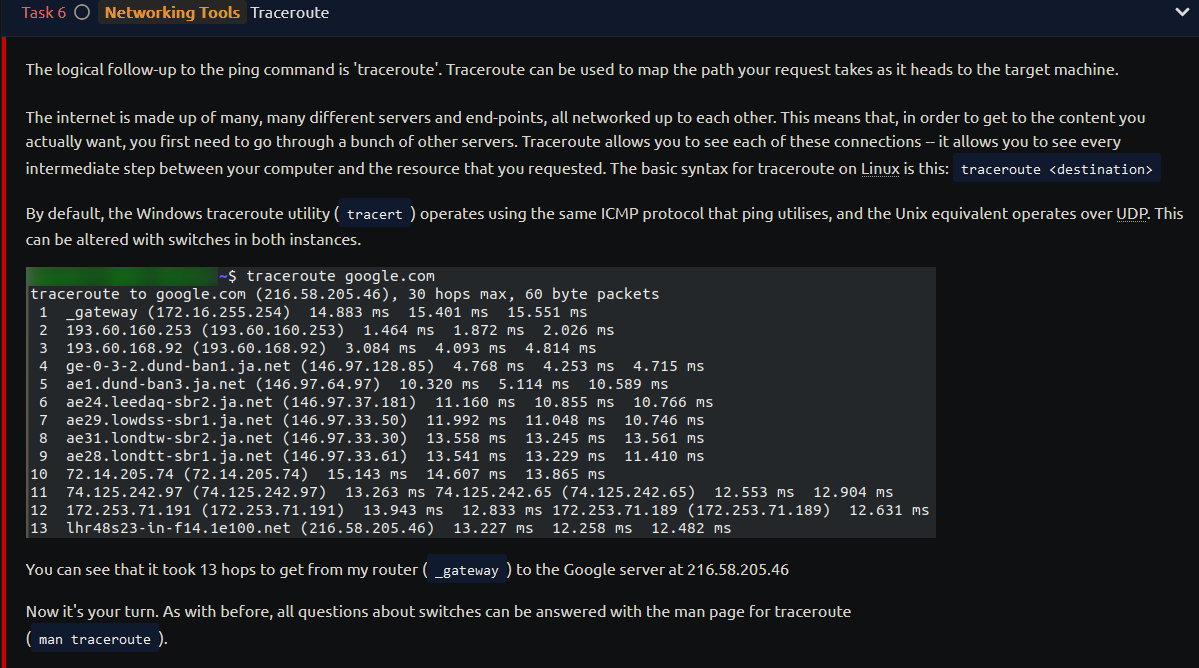 Task 6 Networking Tools Traceroute
The logical follow-up to the ping command is 'traceroute'. Traceroute can be used to map the path your request takes as it heads to the target machine.
The internet is made up of many, many different servers and end-points, all networked up to each other. This means that, in order to get to the content you
actually want, you first need to go through a bunch of other servers. Traceroute allows you to see each of these connections -- it allows you to see every
intermediate step between your computer and the resource that you requested. The basic syntax for traceroute on Linux is this: traceroute <destination>
By default, the Windows traceroute utility ( tracert ) operates using the same ICMP protocol that ping utilises, and the Unix equivalent operates over UDP. This
can be altered with switches in both instances.
~$ traceroute google.com
traceroute to google.com (216.58.205.46), 30 hops max, 60 byte packets
1 _gateway (172.16.255.254) 14.883 ms 15.401 ms 15.551 ms
2 193.60.160.253 (193.60.160.253) 1.464 ms 1.872 ms 2.026 ms
3 193.60.168.92 (193.60.168.92) 3.084 ms 4.093 ms 4.814 ms
4 ge-0-3-2.dund-ban1.ja.net (146.97.128.85) 4.768 ms 4.253 ms 4.715 ms
5 ae1.dund-ban3.ja.net (146.97.64.97) 10.320 ms 5.114 ms 10.589 ms
6 ae24.leedaq-sbr2.ja.net (146.97.37.181) 11.160 ms 10.855 ms 10.766 ms
7 ae29.lowdss-sbr1.ja.net (146.97.33.50) 11.992 ms 11.048 ms 10.746 ms
8 ae31.londtw-sbr2.ja.net (146.97.33.30) 13.558 ms 13.245 ms 13.561 ms
9 ae28.londtt-sbr1.ja.net (146.97.33.61) 13.541 ms 13.229 ms 11.410 ms
10 72.14.205.74 (72.14.205.74) 15.143 ms 14.607 ms 13.865 ms
11 74.125.242.97 (74.125.242.97) 13.263 ms 74.125.242.65 (74.125.242.65) 12.553 ms 12.904 ms
12 172.253.71.191 (172.253.71.191) 13.943 ms 12.833 ms 172.253.71.189 (172.253.71.189) 12.631 ms
13 lhr48s23-in-f14.1e100.net (216.58.205.46) 13.227 ms 12.258 ms 12.482 ms
You can see that it took 13 hops to get from my router ( _gateway ) to the Google server at 216.58.205.46
Now it's your turn. As with before, all questions about switches can be answered with the man page for traceroute
( man traceroute ).